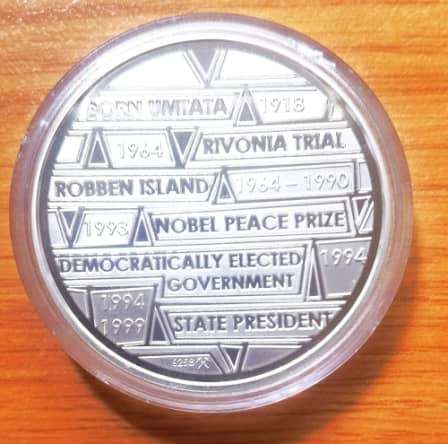 BORN UMTATA 1918
1964 RIVONIA TRIAL
ROBBEN ISLAND 1964 – 1990
1993 NOBEL PEACE PRIZE
DEMOCRATICALLY ELECTED 1994
GOVERNMENT
1994
1999 STATE PRESIDENT
6258